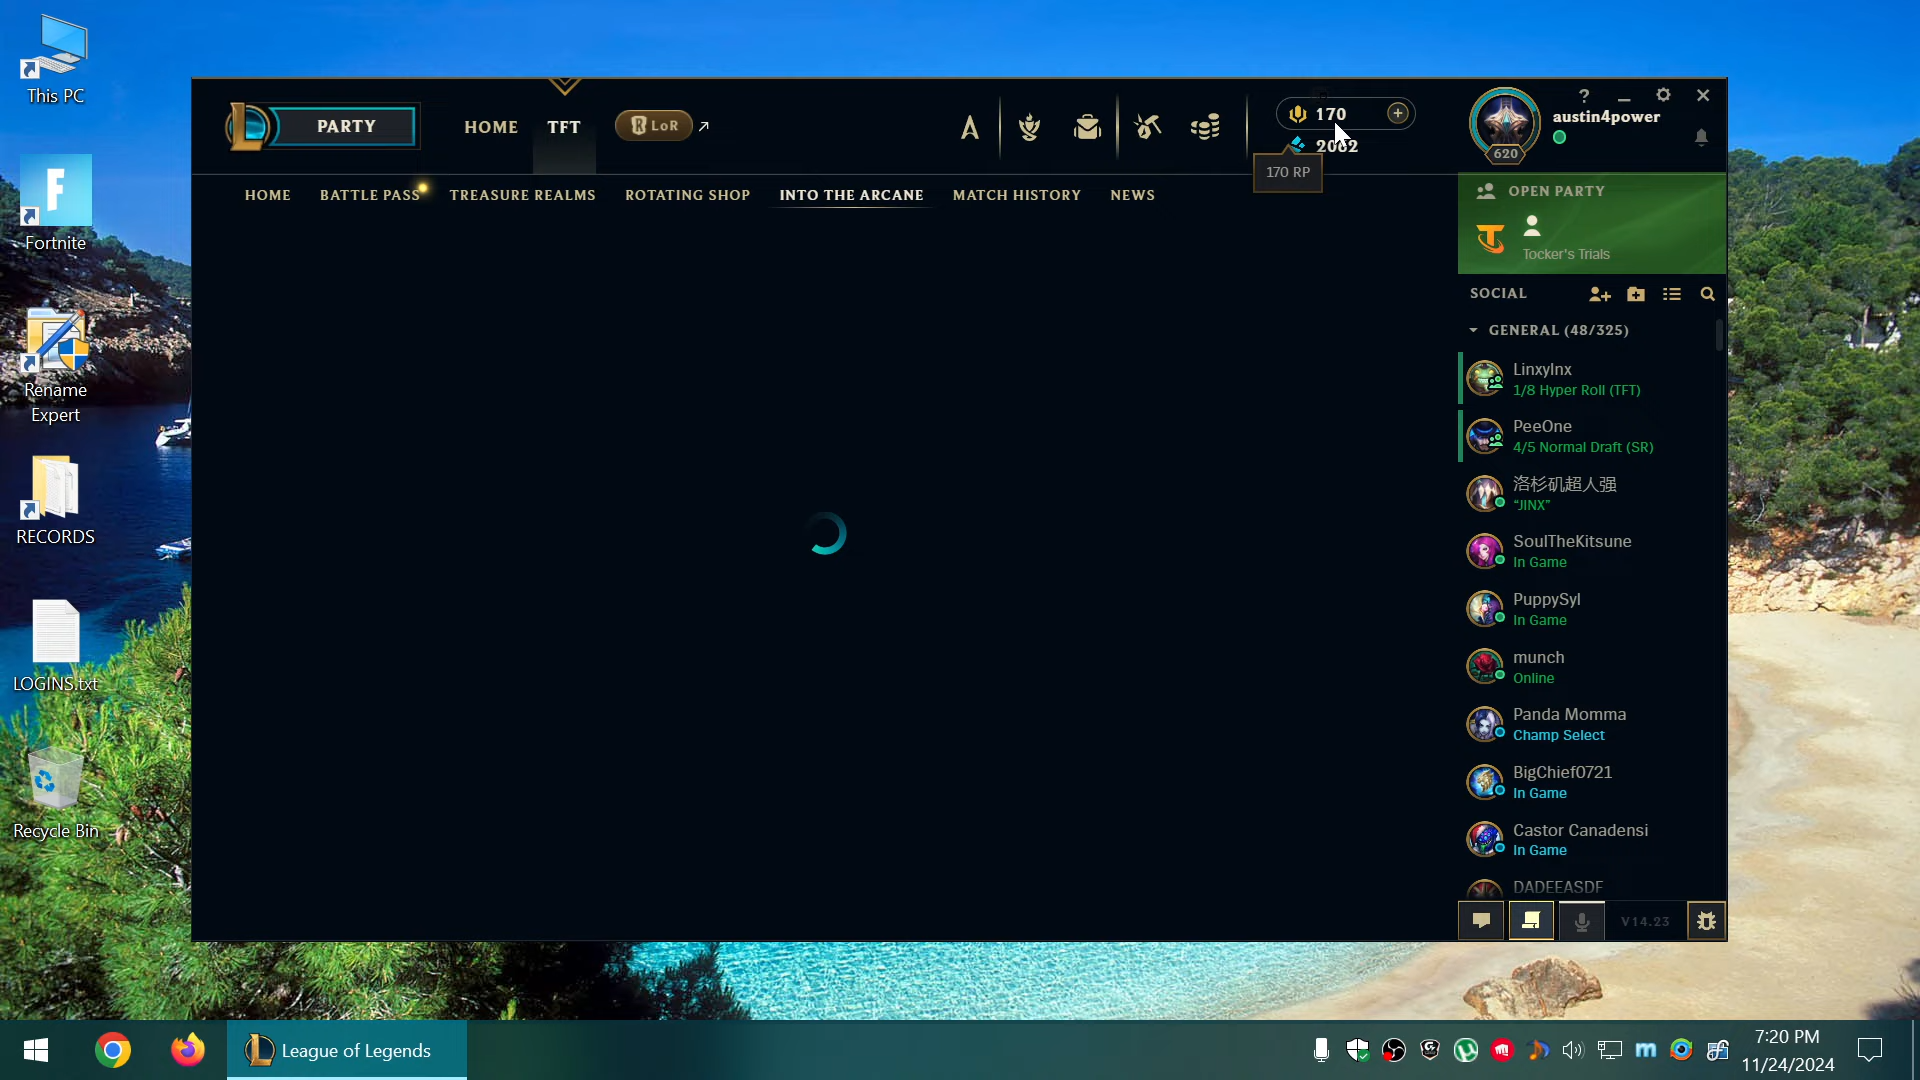 This PC
Fortnite
Rename
Expert
RECORDS
LOGINS.txt
Recycle Bin
PARTY
HOME
TFT
LoR
170
2062
170 RP
austin4power
620
HOME
BATTLE PASS
TREASURE REALMS
ROTATING SHOP
INTO THE ARCANE
MATCH HISTORY
NEWS
OPEN PARTY
Tocker's Trials
SOCIAL
GENERAL (48/325)
LinxyInx
1/8 Hyper Roll (TFT)
PeeOne
4/5 Normal Draft (SR)
洛杉矶超人强
“JINX”
SoulTheKitsune
In Game
PuppySyl
In Game
munch
Online
Panda Momma
Champ Select
BigChief0721
In Game
Castor Canadensi
In Game
DADEEASDF
V14.23
League of Legends
7:20 PM
11/24/2024